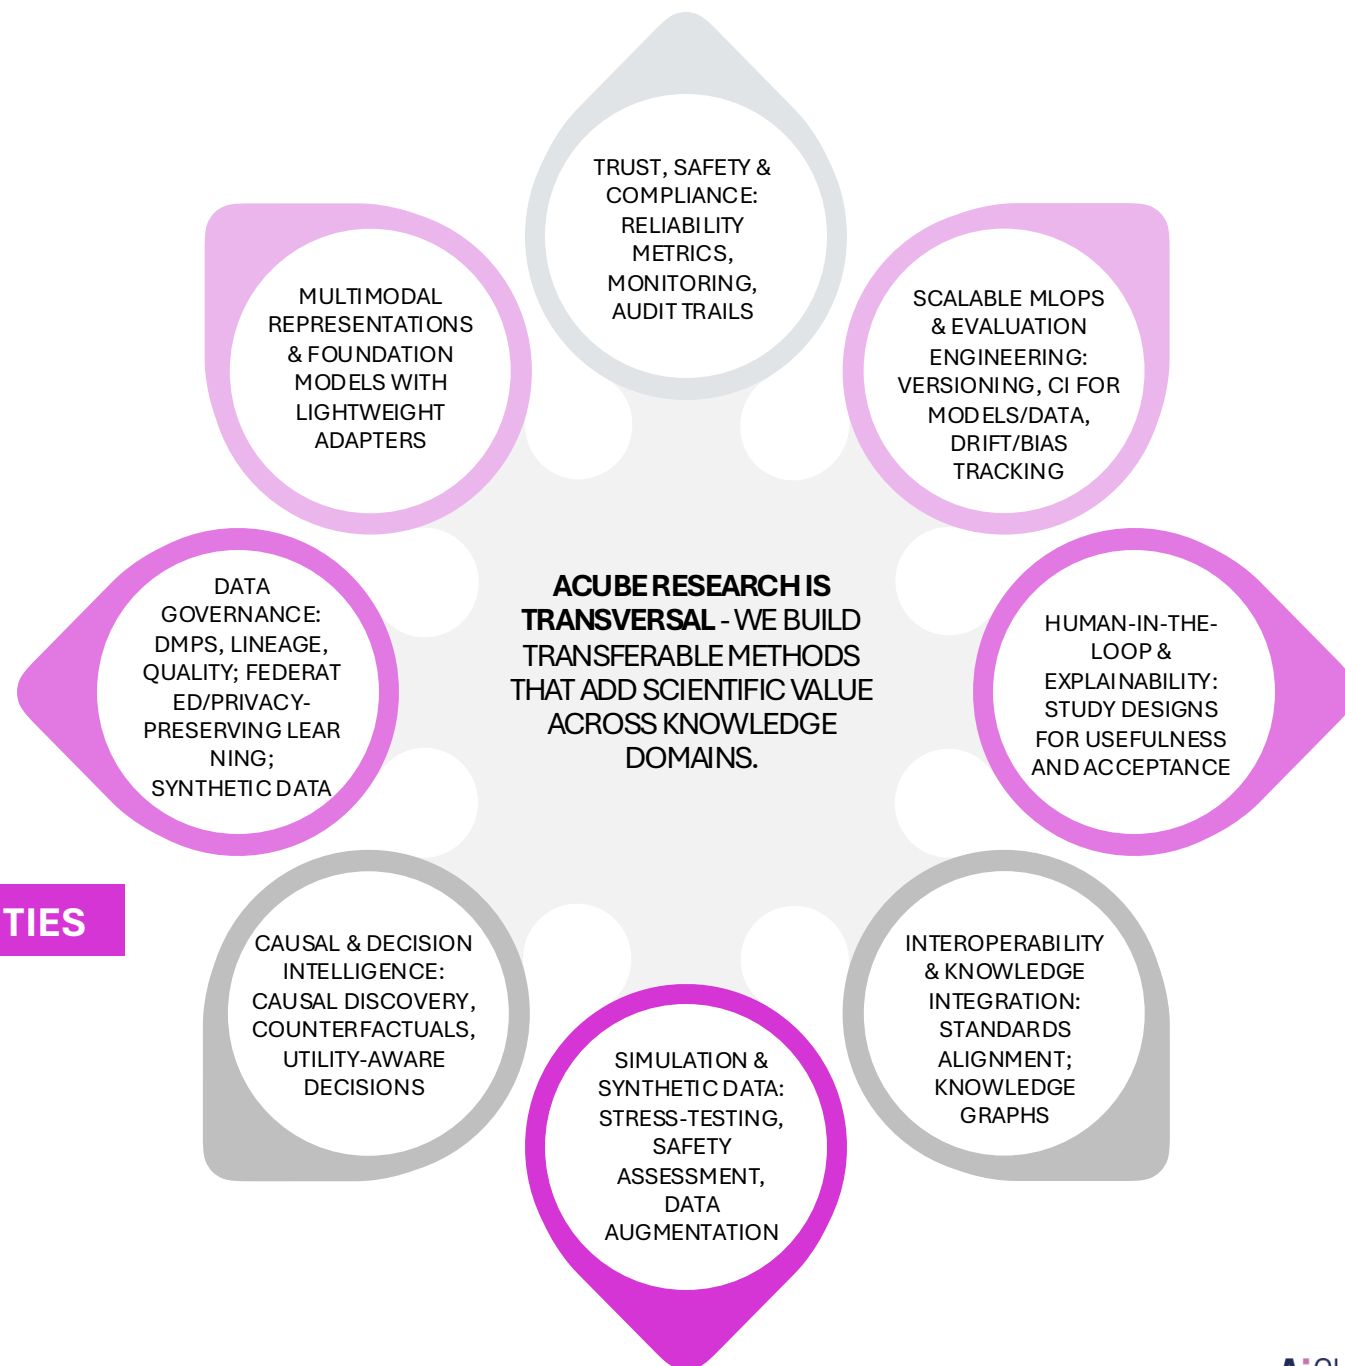 TRUST, SAFETY &
COMPLIANCE:
RELIABILITY
METRICS,
MONITORING,
AUDIT TRAILS
MULTIMODAL
REPRESENTATIONS
& FOUNDATION
MODELS WITH
LIGHTWEIGHT
ADAPTERS
SCALABLE MLOPS
& EVALUATION
ENGINEERING:
VERSIONING, CI FOR
MODELS/DATA,
DRIFT/BIAS
TRACKING
DATA
GOVERNANCE:
DMPS, LINEAGE,
QUALITY; FEDERAT
ED/PRIVACY-
PRESERVING LEAR
NING;
SYNTHETIC DATA
ACUBE RESEARCH IS
TRANSVERSAL - WE BUILD
TRANSFERABLE METHODS
THAT ADD SCIENTIFIC VALUE
ACROSS KNOWLEDGE
DOMAINS.
HUMAN-IN-THE-
LOOP &
EXPLAINABILITY:
STUDY DESIGNS
FOR USEFULNESS
AND ACCEPTANCE
TIES
CAUSAL & DECISION
INTELLIGENCE:
CAUSAL DISCOVERY,
COUNTERFACTUALS,
UTILITY-AWARE
DECISIONS
SIMULATION &
SYNTHETIC DATA:
STRESS-TESTING,
SAFETY
ASSESSMENT,
DATA
AUGMENTATION
INTEROPERABILITY
& KNOWLEDGE
INTEGRATION:
STANDARDS
ALIGNMENT;
KNOWLEDGE
GRAPHS